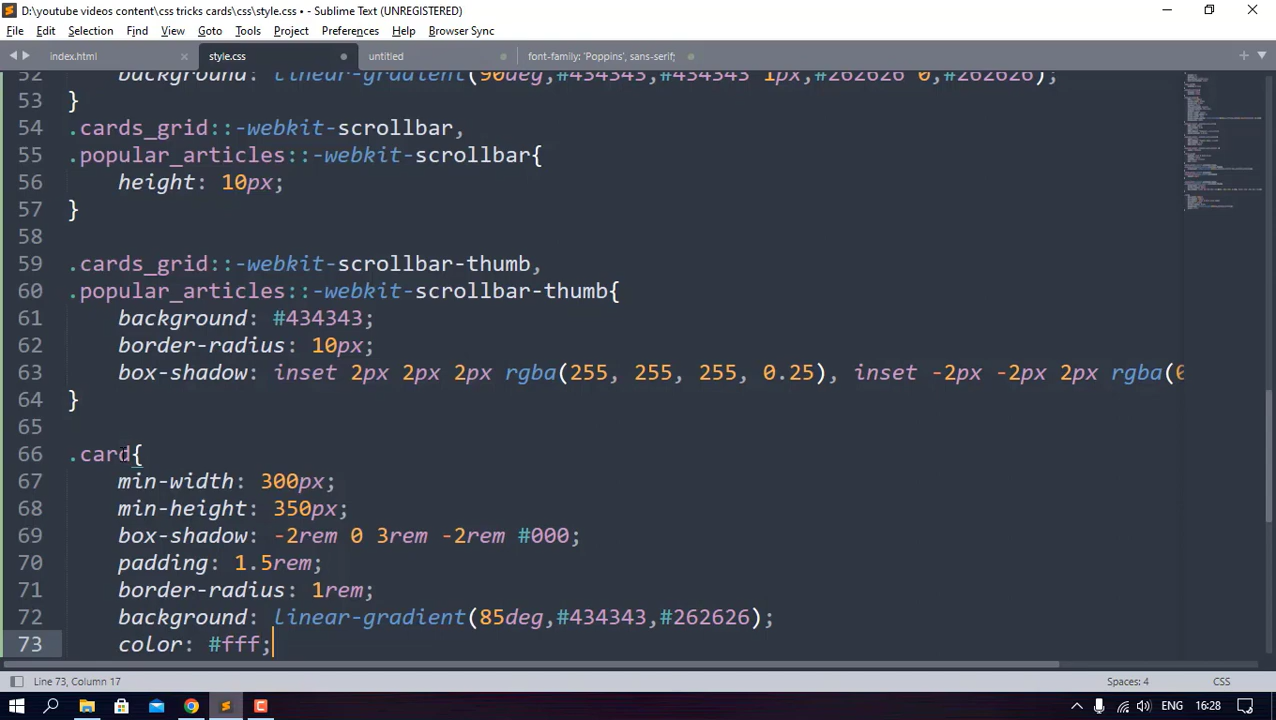 D:\youtube videos content\css tricks cards\css\style.css • - Sublime Text (UNREGISTERED)
File Edit Selection Find View Goto Tools Project Preferences Help Browser Sync
index.html style.css untitled font-family: 'Poppins', sans-serif;
52 background: linear-gradient(90deg,#434343,#434343 1px,#262626 0,#262626);
53 }
54 .cards_grid::-webkit-scrollbar,
55 .popular_articles::-webkit-scrollbar{
56 height: 10px;
57 }
58
59 .cards_grid::-webkit-scrollbar-thumb,
60 .popular_articles::-webkit-scrollbar-thumb{
61 background: #434343;
62 border-radius: 10px;
63 box-shadow: inset 2px 2px 2px rgba(255, 255, 255, 0.25), inset -2px -2px 2px rgba(0
64 }
65
66 .card{
67 min-width: 300px;
68 min-height: 350px;
69 box-shadow: -2rem 0 3rem -2rem #000;
70 padding: 1.5rem;
71 border-radius: 1rem;
72 background: linear-gradient(85deg,#434343,#262626);
73 color: #fff;
Line 73, Column 17 Spaces: 4 CSS
ENG 16:28